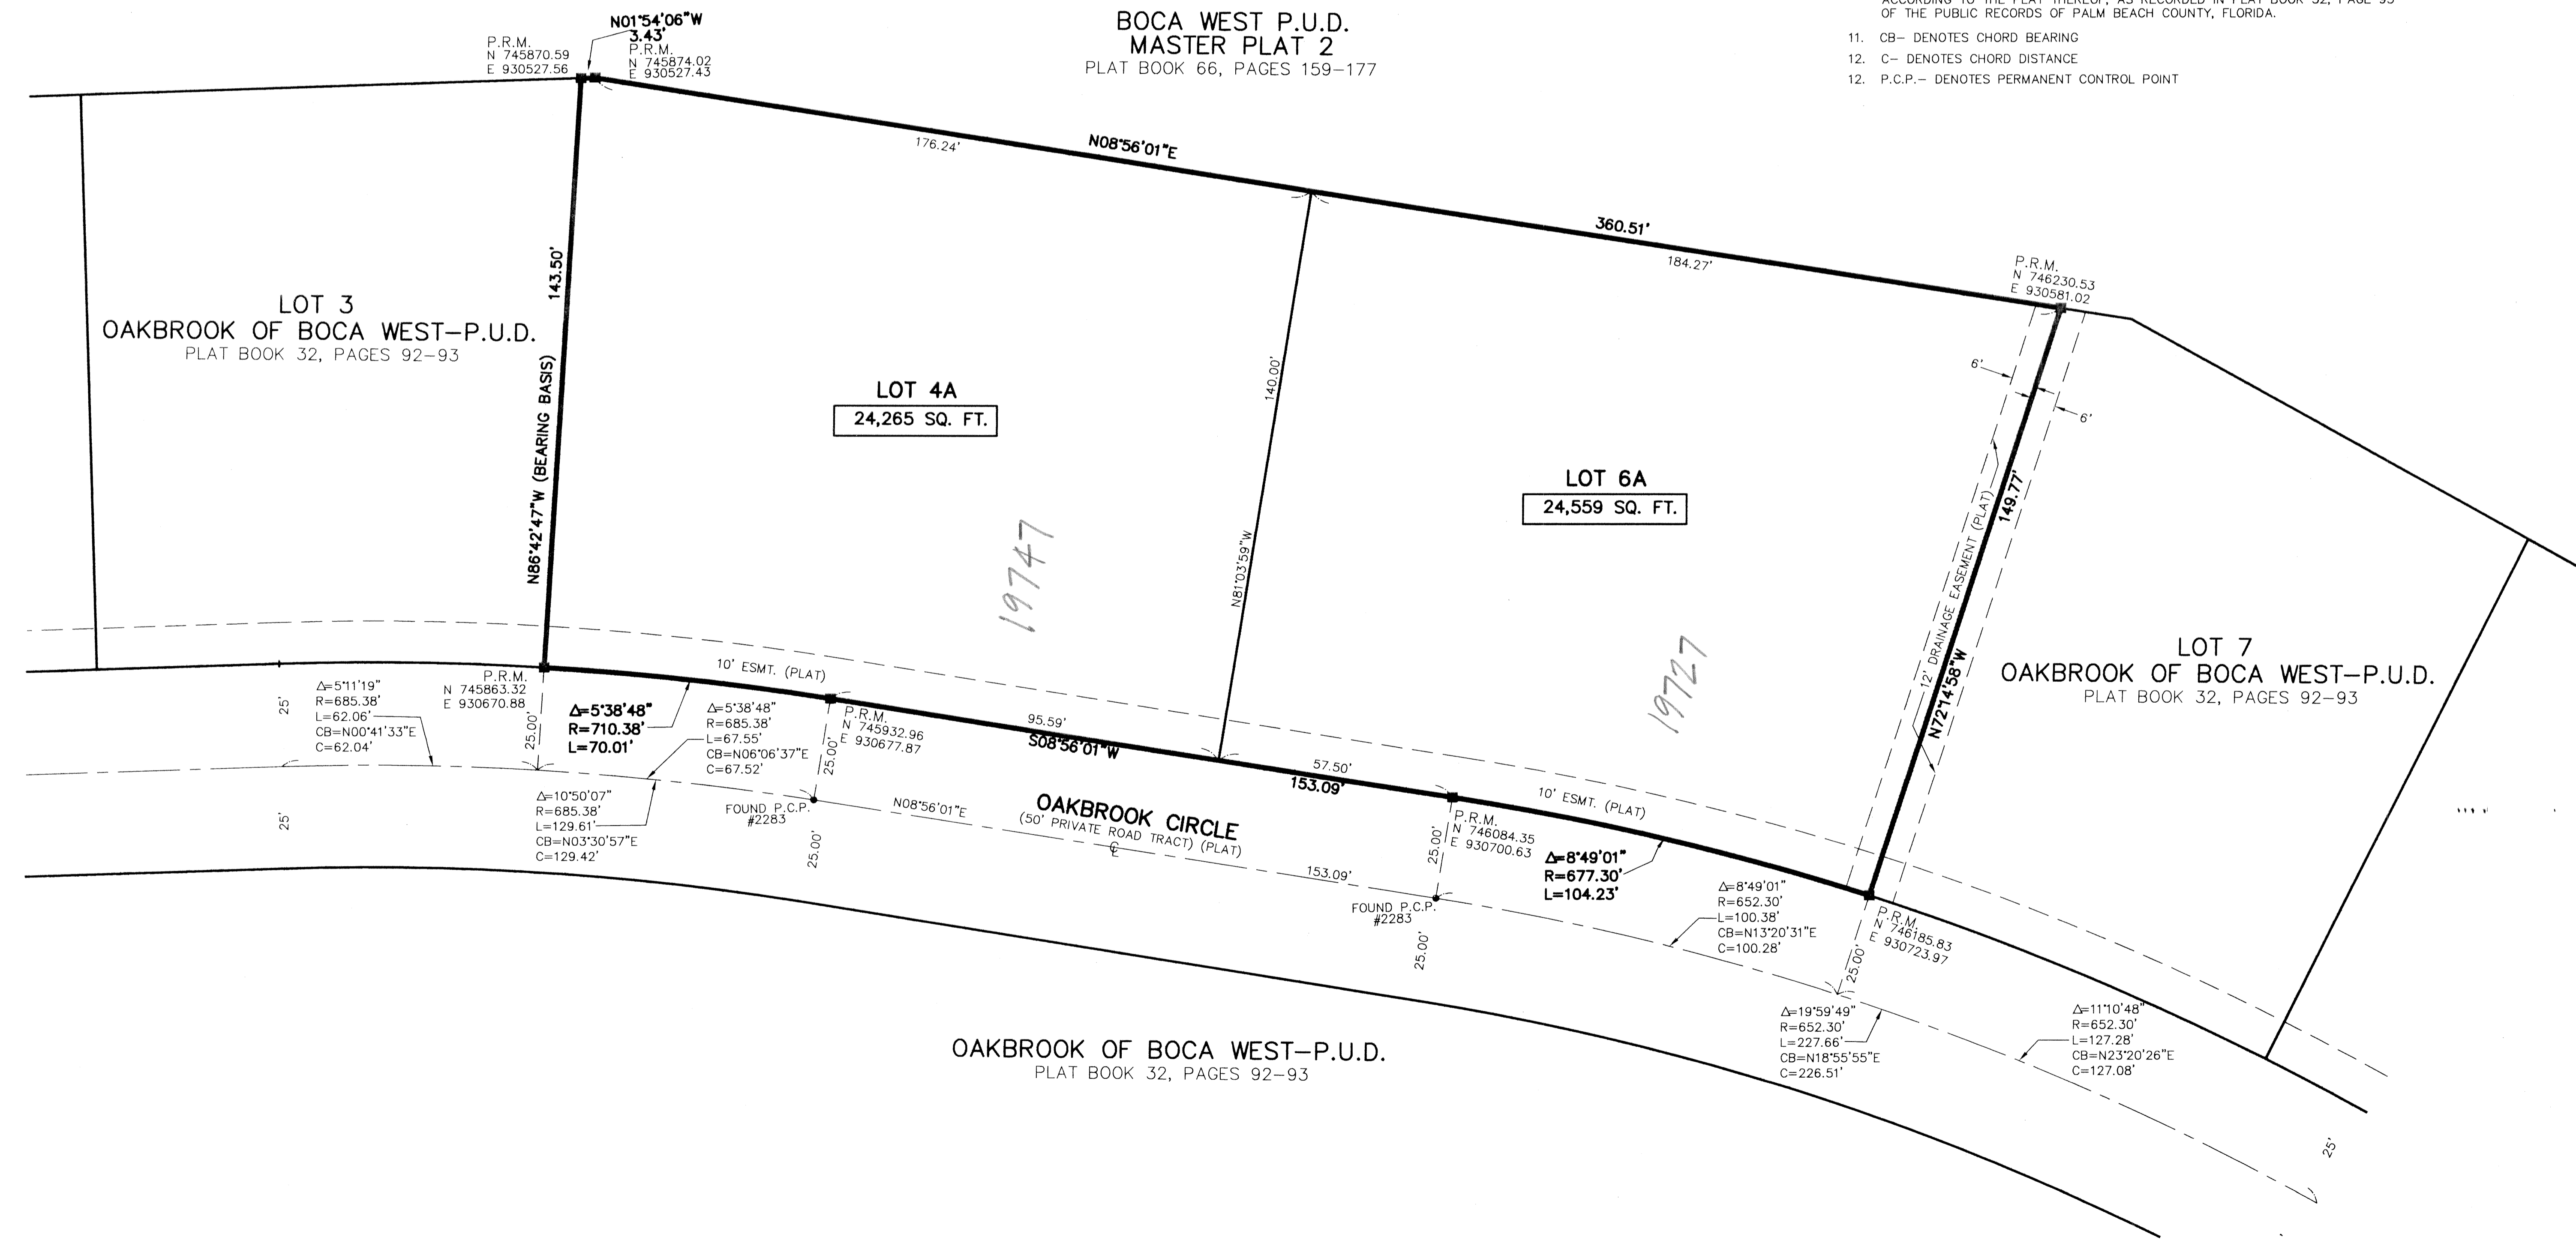 ACCORDING TO THE PLAT THEREOF, AS RECORDED IN PLAT BOOK 32, PAGE 93
OF THE PUBLIC RECORDS OF PALM BEACH COUNTY, FLORIDA.
11. CB– DENOTES CHORD BEARING
12. C– DENOTES CHORD DISTANCE
12. P.C.P.– DENOTES PERMANENT CONTROL POINT
BOCA WEST P.U.D.
MASTER PLAT 2
PLAT BOOK 66, PAGES 159–177
N01°54'06"W
3.43'
P.R.M.
N 745870.59
E 930527.56
P.R.M.
N 745874.02
E 930527.43
176.24'
N08°56'01"E
360.51'
184.27'
P.R.M.
N 746230.53
E 930581.02
LOT 3
OAKBROOK OF BOCA WEST–P.U.D.
PLAT BOOK 32, PAGES 92–93
143.50'
N86°42'47"W (BEARING BASIS)
LOT 4A
24,265 SQ. FT.
19747
140.00'
N81°03'59"W
LOT 6A
24,559 SQ. FT.
19727
6'
6'
12' DRAINAGE EASEMENT (PLAT)
149.77'
N72°14'58"W
LOT 7
OAKBROOK OF BOCA WEST–P.U.D.
PLAT BOOK 32, PAGES 92–93
10' ESMT. (PLAT)
P.R.M.
N 745863.32
E 930670.88
25'
25'
Δ=5°11'19"
R=685.38'
L=62.06'
CB=N00°41'33"E
C=62.04'
25.00'
Δ=5°38'48"
R=710.38'
L=70.01'
Δ=5°38'48"
R=685.38'
L=67.55'
CB=N06°06'37"E
C=67.52'
P.R.M.
N 745932.96
E 930677.87
25.00'
95.59'
S08°56'01"W
57.50'
153.09'
10' ESMT. (PLAT)
Δ=10°50'07"
R=685.38'
L=129.61'
CB=N03°30'57"E
C=129.42'
FOUND P.C.P.
#2283
25.00'
N08°56'01"E
OAKBROOK CIRCLE
(50' PRIVATE ROAD TRACT) (PLAT)
℄
153.09'
P.R.M.
N 746084.35
E 930700.63
25.00'
FOUND P.C.P.
#2283
25.00'
Δ=8°49'01"
R=677.30'
L=104.23'
Δ=8°49'01"
R=652.30'
L=100.38'
CB=N13°20'31"E
C=100.28'
P.R.M.
N 746185.83
E 930723.97
25.00'
Δ=19°59'49"
R=652.30'
L=227.66'
CB=N18°55'55"E
C=226.51'
Δ=11°10'48"
R=652.30'
L=127.28'
CB=N23°20'26"E
C=127.08'
25'
OAKBROOK OF BOCA WEST–P.U.D.
PLAT BOOK 32, PAGES 92–93